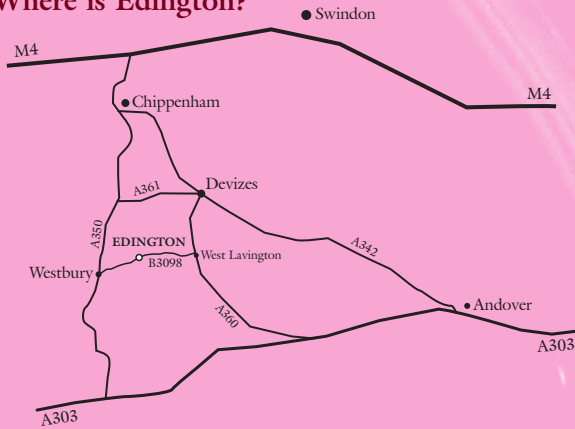 Where is Edington?
Swindon
M4
M4
Chippenham
A361
Devizes
A350
EDINGTON
A342
West Lavington
B3098
Westbury
A360
Andover
A303
A303